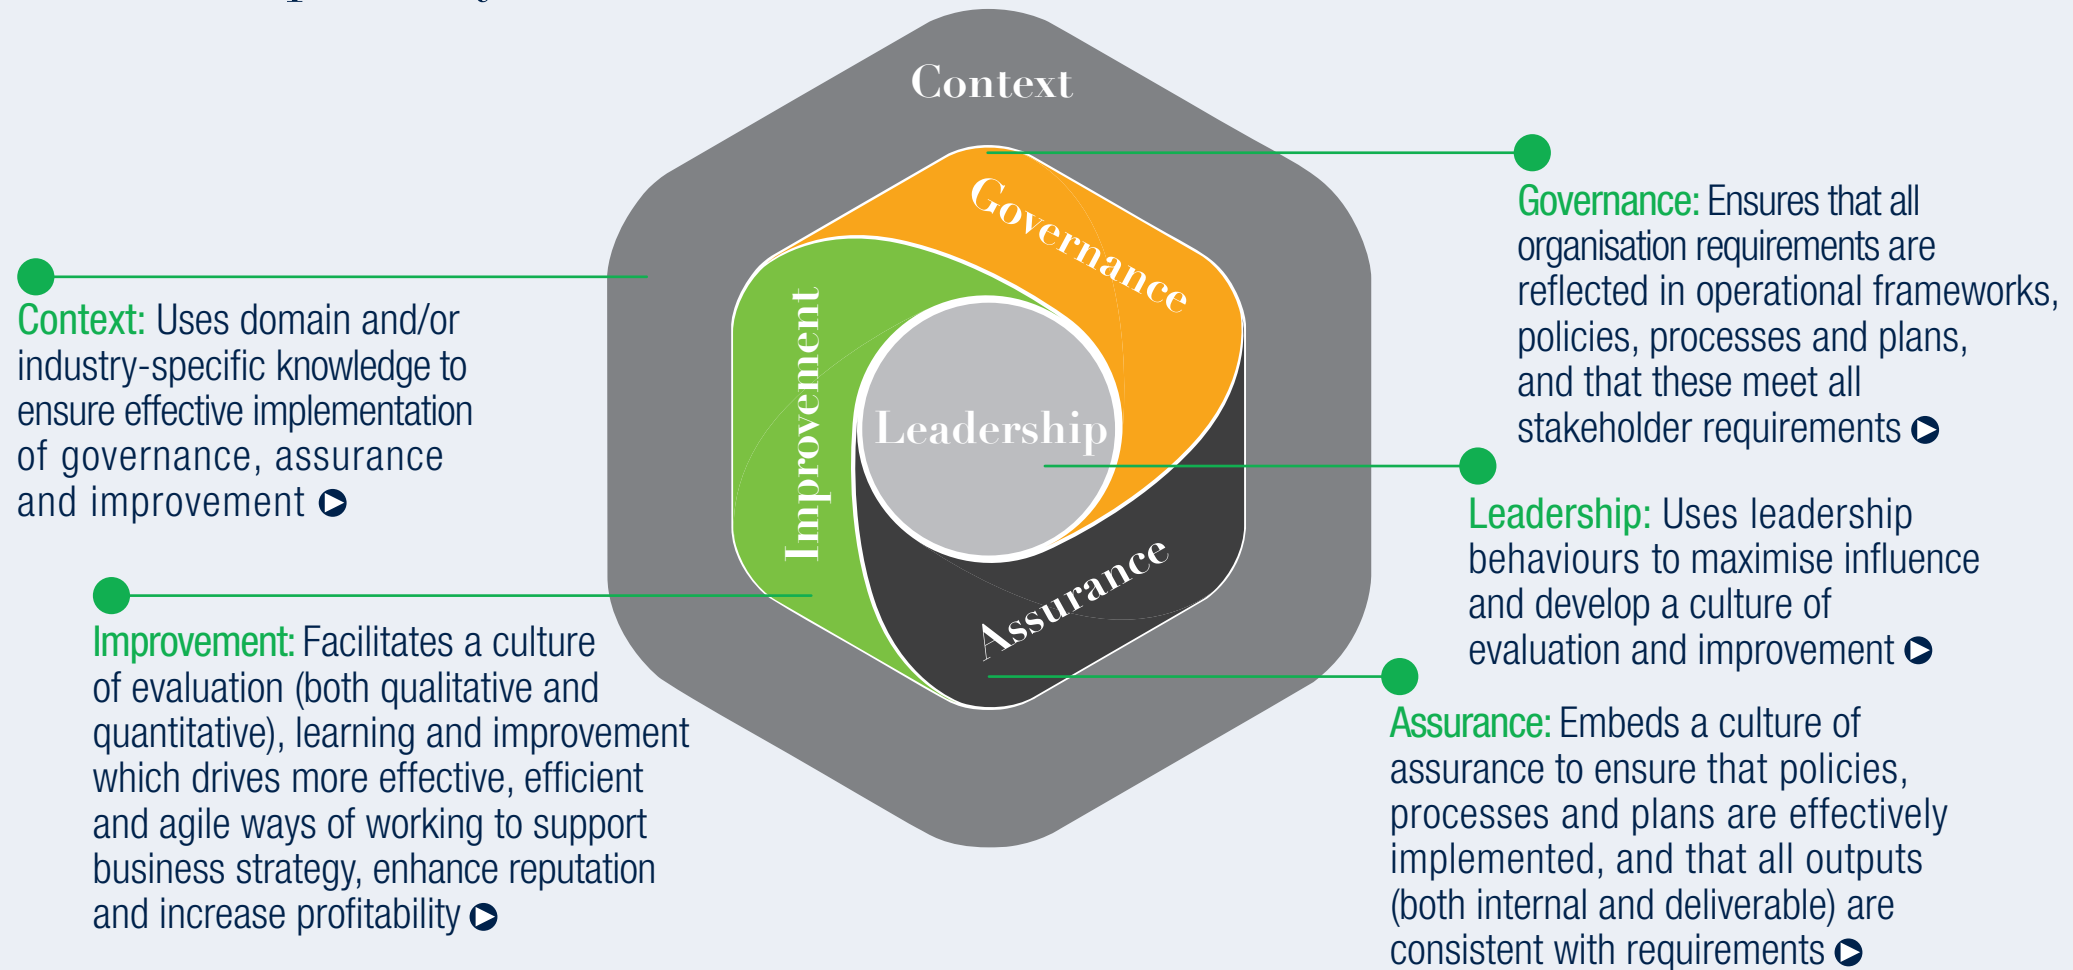 Context
Governance
Improvement
Leadership
Assurance
Context: Uses domain and/or
industry-specific knowledge to
ensure effective implementation
of governance, assurance
and improvement
Improvement: Facilitates a culture
of evaluation (both qualitative and
quantitative), learning and improvement
which drives more effective, efficient
and agile ways of working to support
business strategy, enhance reputation
and increase profitability
Governance: Ensures that all
organisation requirements are
reflected in operational frameworks,
policies, processes and plans,
and that these meet all
stakeholder requirements
Leadership: Uses leadership
behaviours to maximise influence
and develop a culture of
evaluation and improvement
Assurance: Embeds a culture of
assurance to ensure that policies,
processes and plans are effectively
implemented, and that all outputs
(both internal and deliverable) are
consistent with requirements